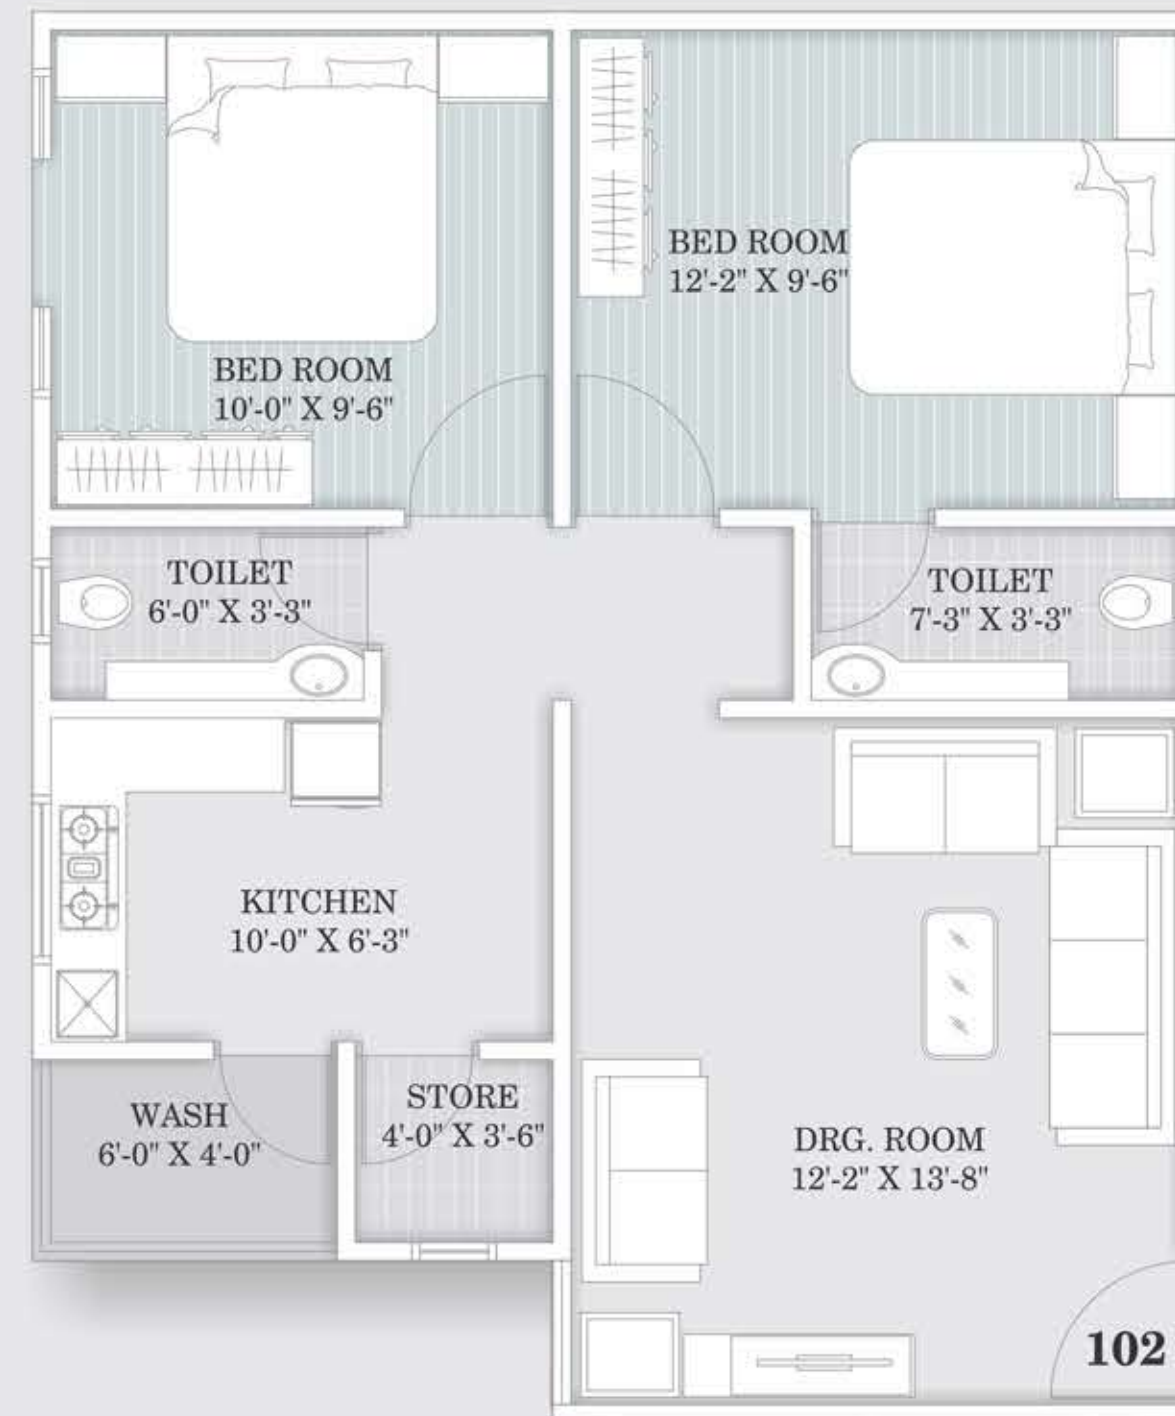 BED ROOM
12'-2" X 9'-6"
BED ROOM
10'-0" X 9'-6"
TOILET
6'-0" X 3'-3"
TOILET
7'-3" X 3'-3"
KITCHEN
10'-0" X 6'-3"
WASH
6'-0" X 4'-0"
STORE
4'-0" X 3'-6"
DRG. ROOM
12'-2" X 13'-8"
102